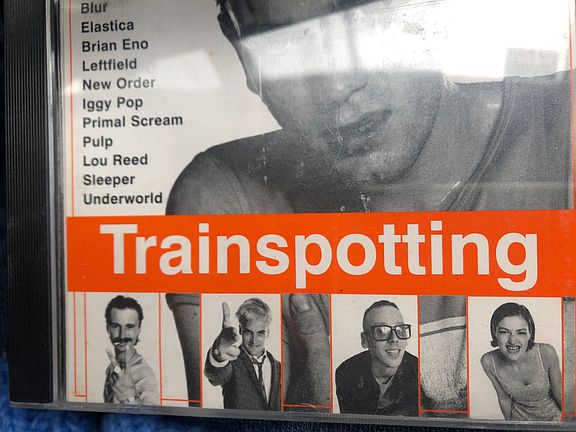 Blur
Elastica
Brian Eno
Leftfield
New Order
Iggy Pop
Primal Scream
Pulp
Lou Reed
Sleeper
Underworld
Trainspotting